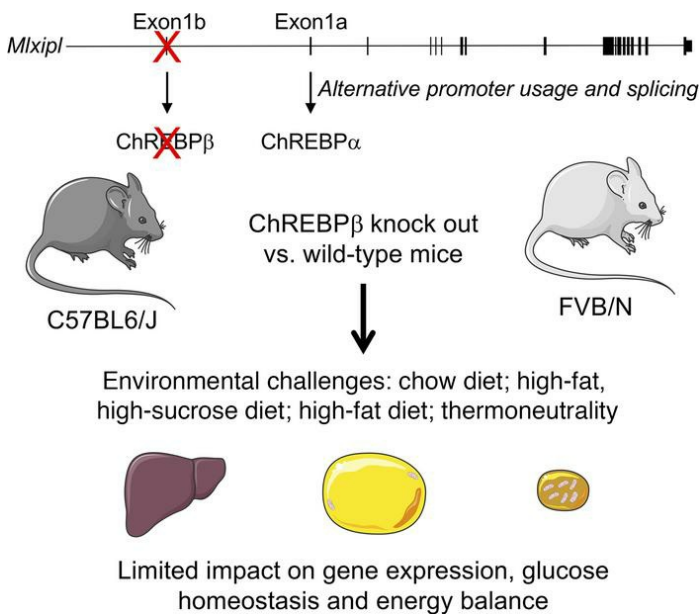 Exon1b Exon1a
Mlxipl
Alternative promoter usage and splicing
ChREBPβ ChREBPα
ChREBPβ knock out
vs. wild-type mice
C57BL6/J
FVB/N
Environmental challenges: chow diet; high-fat,
high-sucrose diet; high-fat diet; thermoneutrality
Limited impact on gene expression, glucose
homeostasis and energy balance